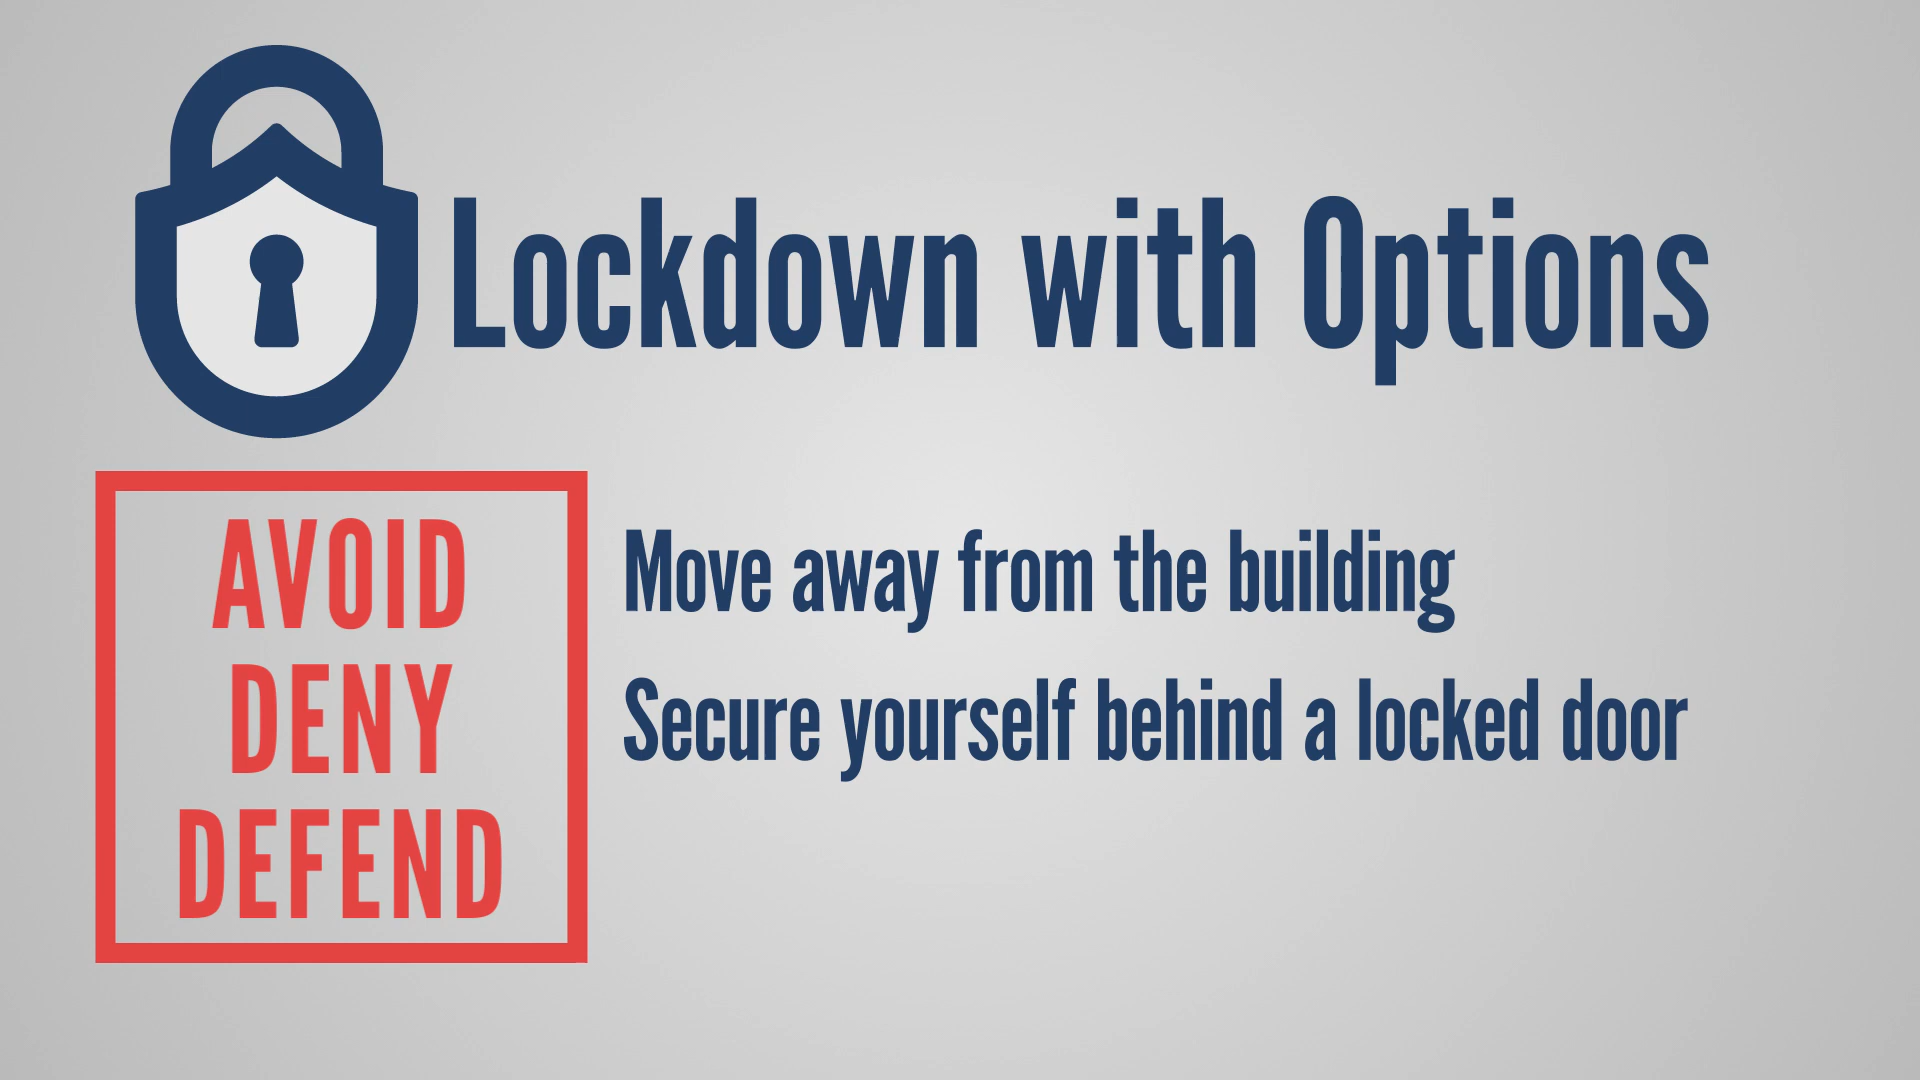 Lockdown with Options
AVOID
DENY
DEFEND
Move away from the building
Secure yourself behind a locked door